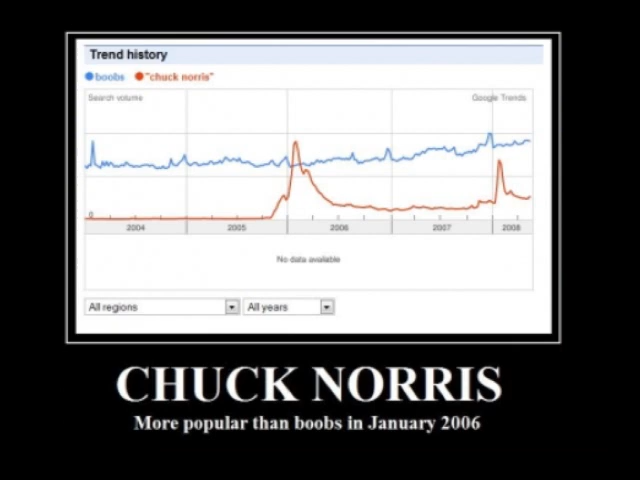 Trend history
boobs "chuck norris"
Search volume Google Trends
0
2004 2005 2006 2007 2008
No data available
All regions All years
CHUCK NORRIS
More popular than boobs in January 2006